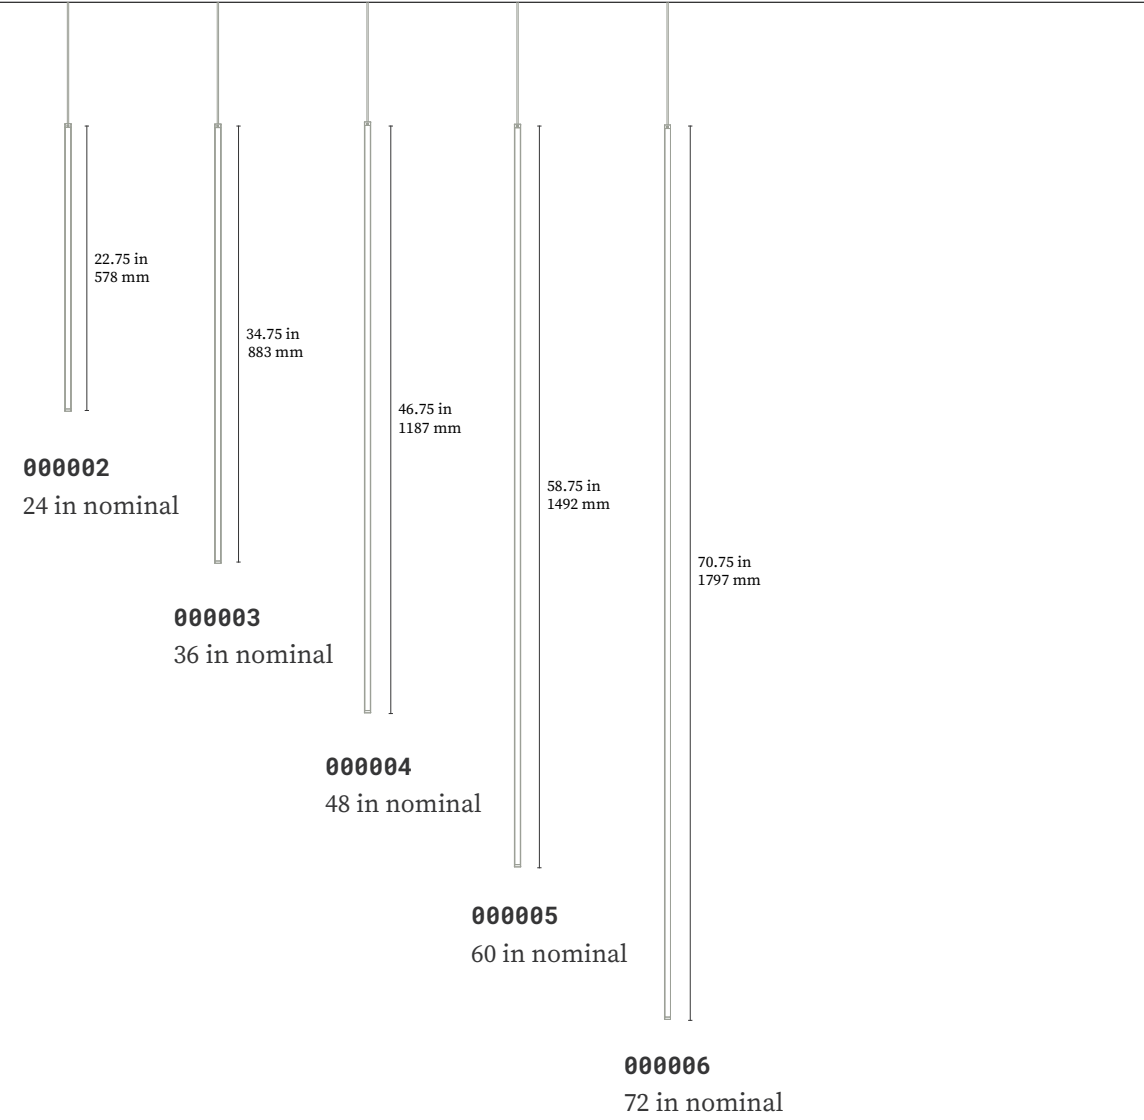 22.75 in
578 mm
000002
24 in nominal
34.75 in
883 mm
000003
36 in nominal
46.75 in
1187 mm
000004
48 in nominal
58.75 in
1492 mm
000005
60 in nominal
70.75 in
1797 mm
000006
72 in nominal